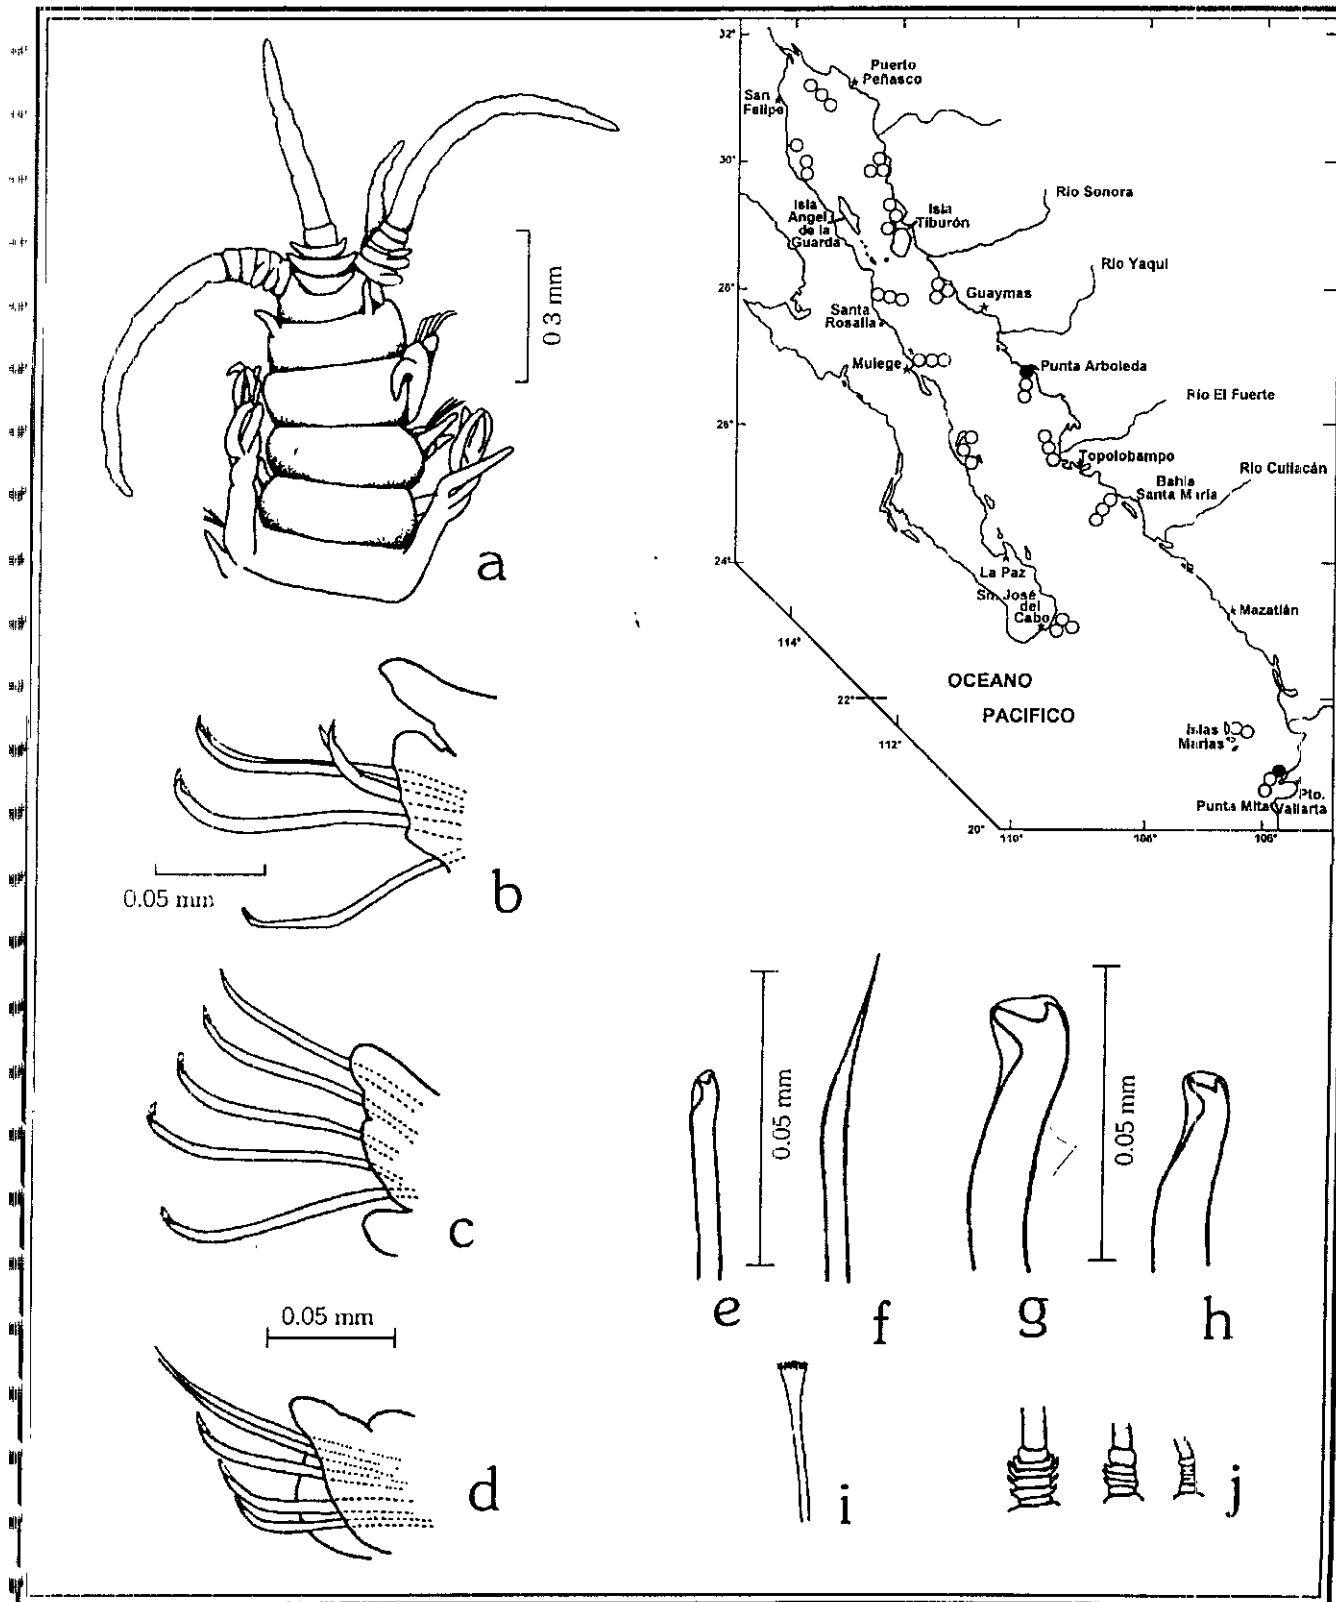 32°
Puerto
Peñasco
San
Felipe
30°
Isla
Angel
de la
Guarda
Isla
Tiburón
Río Sonora
Río Yaqui
28°
Guaymas
Santa
Rosalía
Mulege
Punta Arboleda
Río El Fuerte
26°
Topolobampo
Bahía
Santa María
Río Culiacán
24°
La Paz
Sn. José
del
Cabo
Mazatlán
114°
OCEANO
PACIFICO
22°
112°
Islas
Marías
Pto.
Punta Mita
Vallarta
20°
110°
106°
0.3 mm
a
0.05 mm
b
c
0.05 mm
d
0.05 mm
e
f
0.05 mm
g
h
i
j